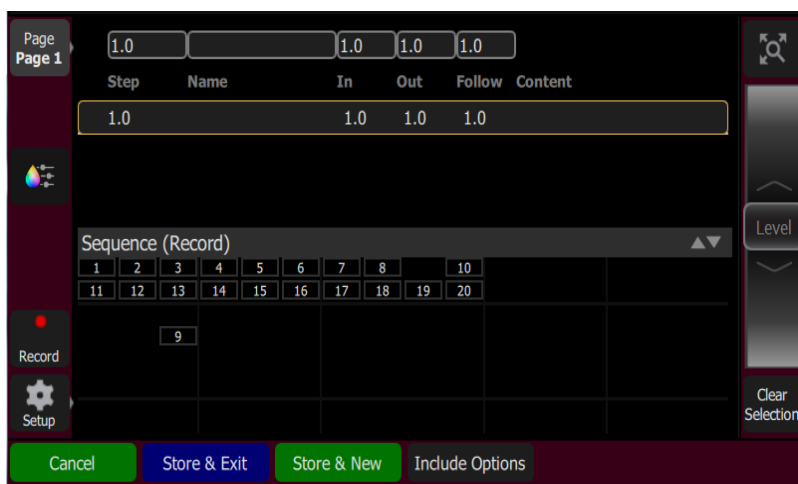 Page
Page 1
1.0 1.0 1.0 1.0
Step Name In Out Follow Content
1.0 1.0 1.0 1.0
Level
Sequence (Record)
1 2 3 4 5 6 7 8 10
11 12 13 14 15 16 17 18 19 20
9
Record
Setup
Clear
Selection
Cancel Store & Exit Store & New Include Options